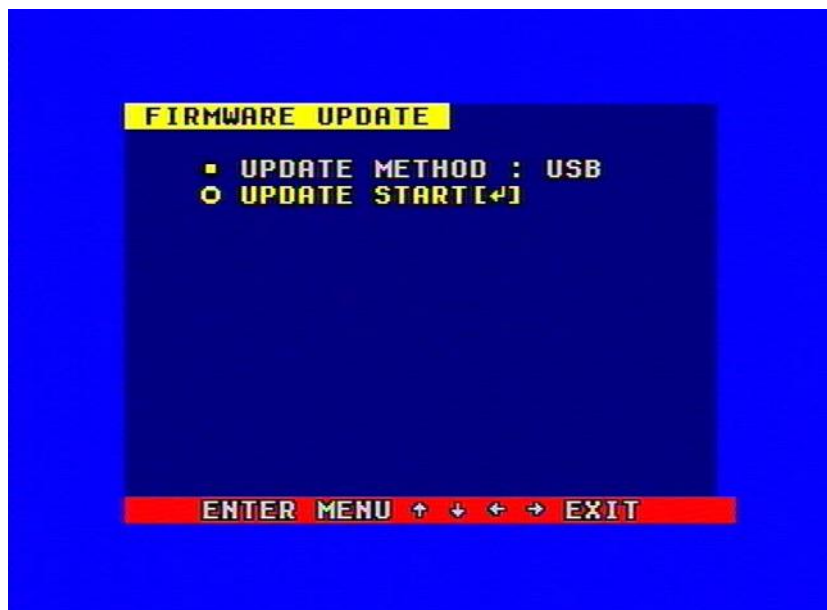 FIRMWARE UPDATE
UPDATE METHOD : USB
UPDATE START[↵]
ENTER MENU ↑ ↓ ← → EXIT